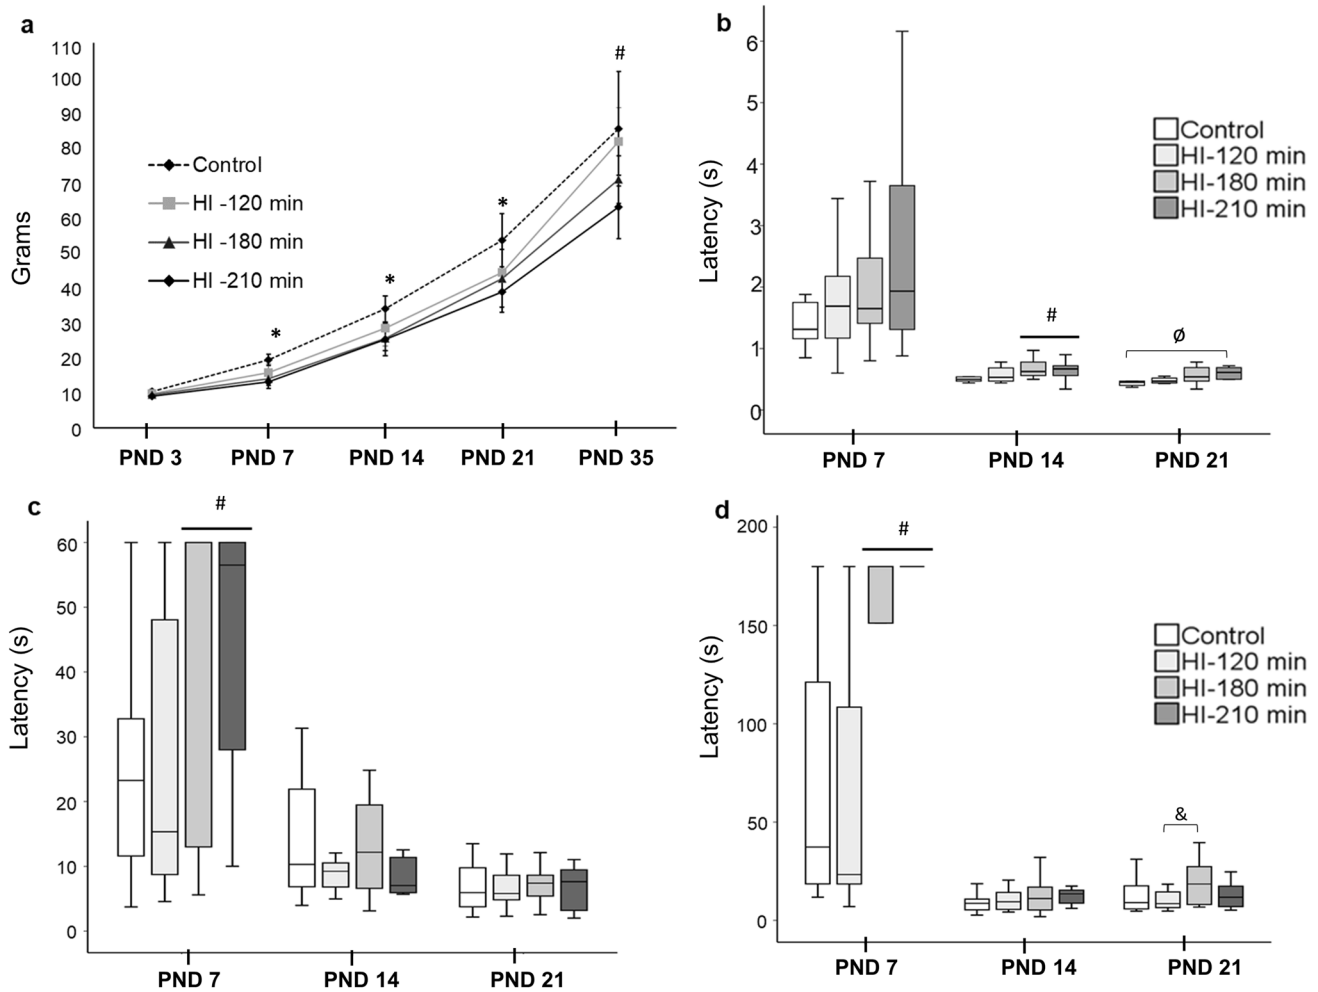 a
110
100
90
80
70
60
50
40
30
20
10
0
Grams
Control
HI -120 min
HI -180 min
HI -210 min
*
*
*
#
PND 3 PND 7 PND 14 PND 21 PND 35
b
6
5
4
3
2
1
0
Latency (s)
Control
HI-120 min
HI-180 min
HI-210 min
#
Ø
PND 7 PND 14 PND 21
c
60
50
40
30
20
10
0
Latency (s)
#
PND 7 PND 14 PND 21
d
200
150
100
50
0
Latency (s)
#
Control
HI-120 min
HI-180 min
HI-210 min
&
PND 7 PND 14 PND 21